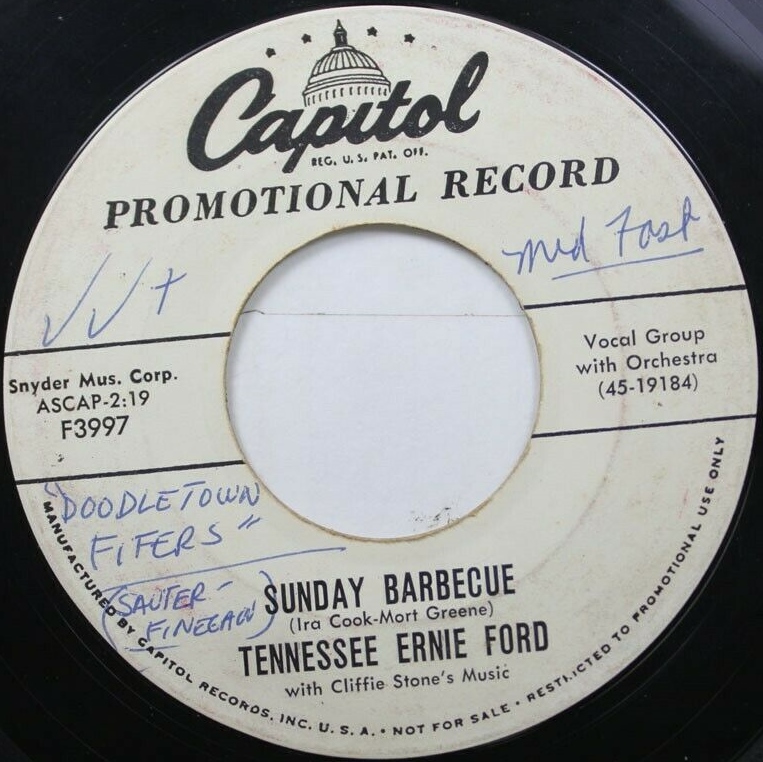 Capitol
REG. U. S. PAT. OFF.
PROMOTIONAL RECORD
Med Fast
Snyder Mus. Corp.
ASCAP-2:19
F3997
Vocal Group
with Orchestra
(45-19184)
"DOODLETOWN
FIFERS"
(SAUTER-
FINEGAN)
SUNDAY BARBECUE
(Ira Cook-Mort Greene)
TENNESSEE ERNIE FORD
with Cliffie Stone's Music
MANUFACTURED BY CAPITOL RECORDS, INC. U. S. A. • NOT FOR SALE • RESTRICTED TO PROMOTIONAL USE ONLY